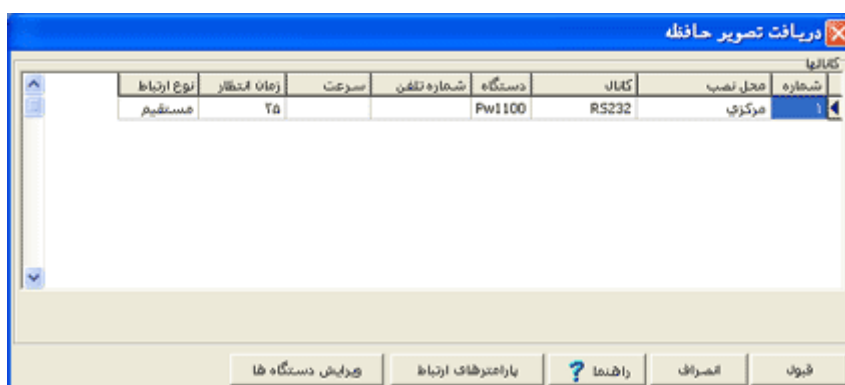 دریافت تصویر حافظه
کانالها
شماره محل نصب کانال دستگاه شماره تلفن سرعت زمان انتظار نوع ارتباط
۱ مرکزي RS232 Pw1100 ۲۵ مستقیم
قبول انصراف راهنما ? پارامترهای ارتباط ویرایش دستگاه ها